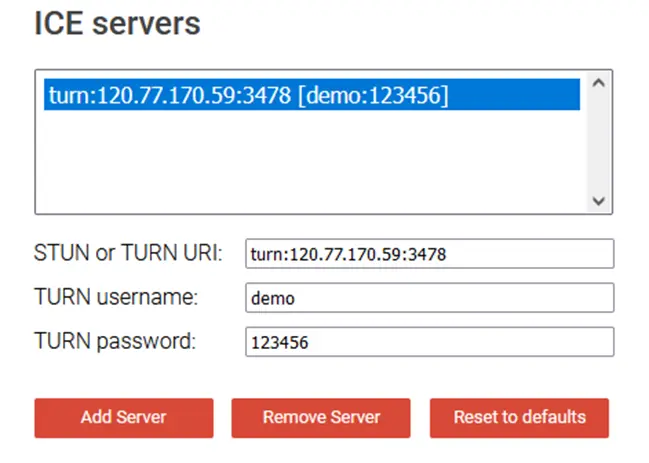 ICE servers
turn:120.77.170.59:3478 [demo:123456]
STUN or TURN URI: turn:120.77.170.59:3478
TURN username: demo
TURN password: 123456
Add Server Remove Server Reset to defaults